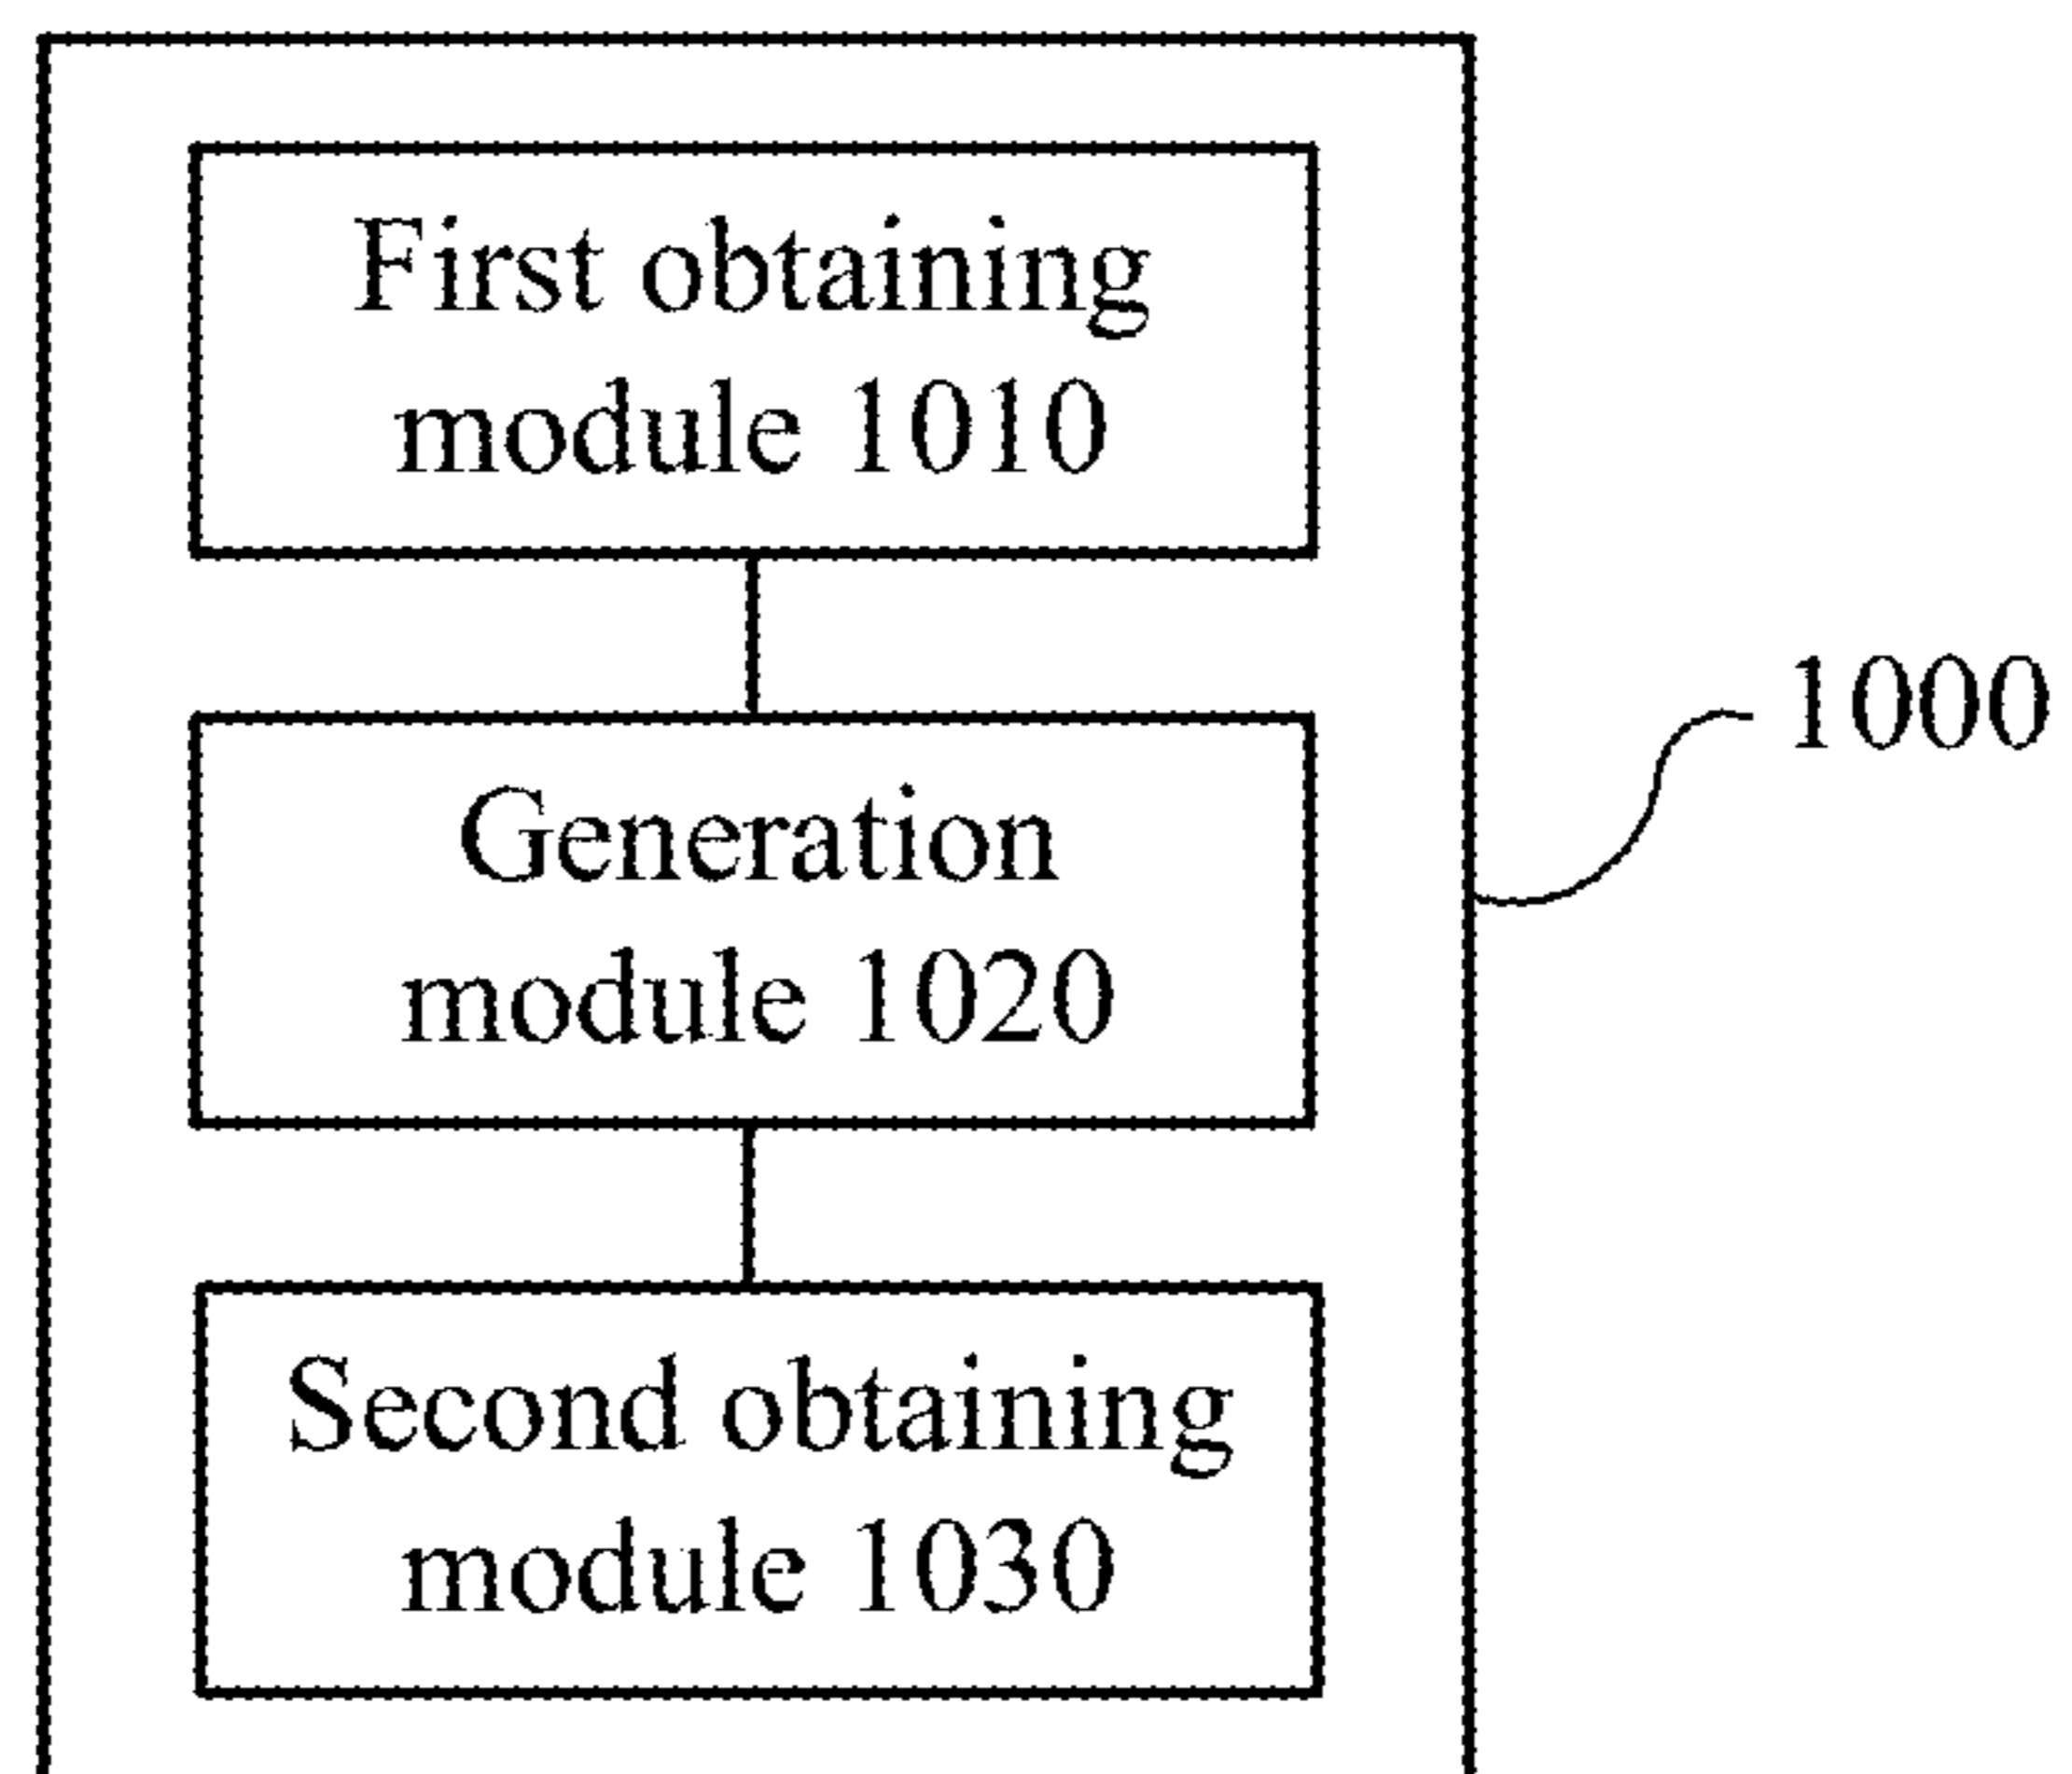 First obtaining
module 1010
1000
Generation
module 1020
Second obtaining
module 1030